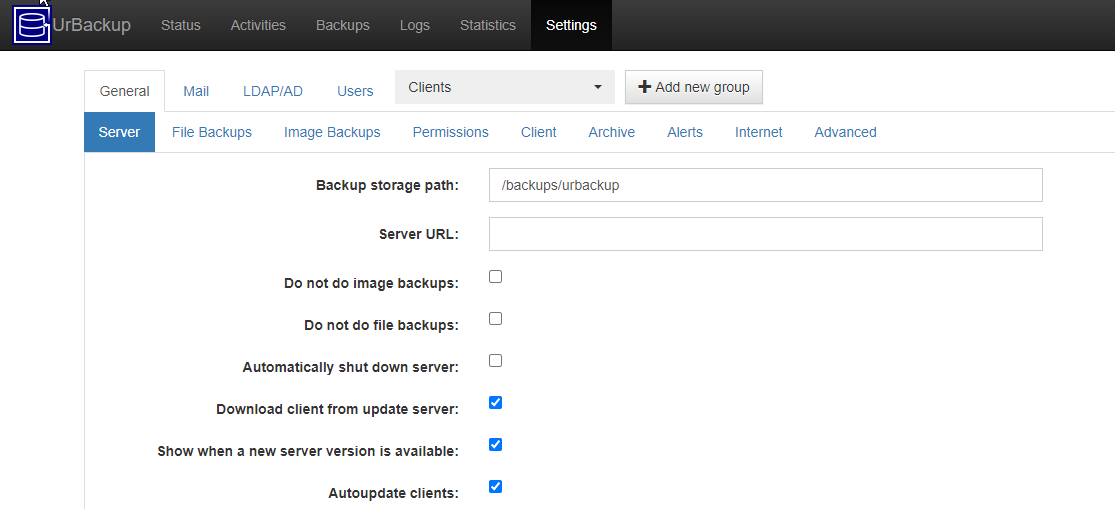 UrBackup Status Activities Backups Logs Statistics Settings
General Mail LDAP/AD Users Clients Add new group
Server File Backups Image Backups Permissions Client Archive Alerts Internet Advanced
Backup storage path: /backups/urbackup
Server URL:
Do not do image backups:
Do not do file backups:
Automatically shut down server:
Download client from update server:
Show when a new server version is available:
Autoupdate clients: